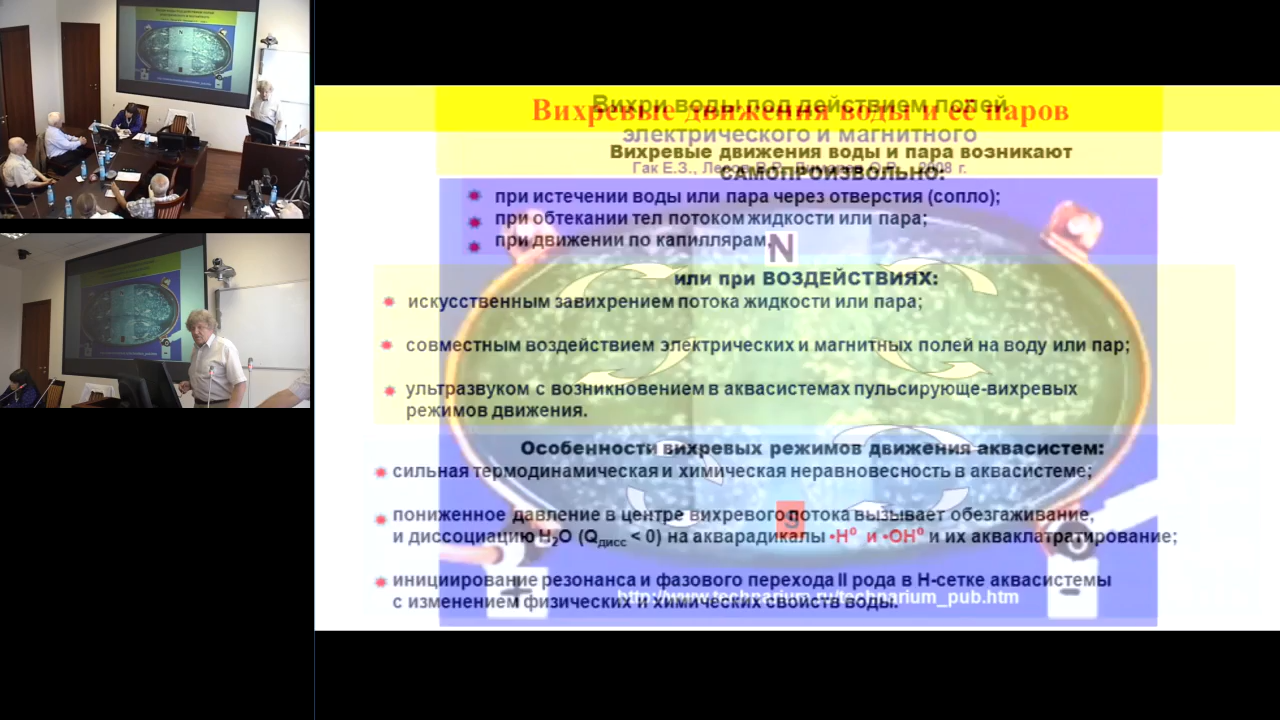 Вихри воды под действием полей
Вихревые движения воды и её паров
электрического и магнитного
Вихревые движения воды и пара возникают
Гак Е.З.,
2008 г.
САМОПРОИЗВОЛЬНО:
при истечении воды или пара через отверстия (сопло);
при обтекании тел потоком жидкости или пара;
при движении по капиллярам,
N
или при ВОЗДЕЙСТВИЯХ:
искусственным завихрением потока жидкости или пара;
совместным воздействием электрических и магнитных полей на воду или пар;
ультразвуком с возникновением в аквасистемах пульсирующе-вихревых
режимов движения.
Особенности вихревых режимов движения аквасистем:
сильная термодинамическая и химическая неравновесность в аквасистеме;
пониженное давление в центре вихревого потока вызывает обезгаживание,
S
и диссоциацию H₂O (Qдисс < 0) на акварадикалы •H⁰ и •OH⁰ и их акваклатратирование;
инициирование резонанса и фазового перехода II рода в Н-сетке аквасистемы
+
-
http://www.technarium.ru/technarium_pub.htm
с изменением физических и химических свойств воды.